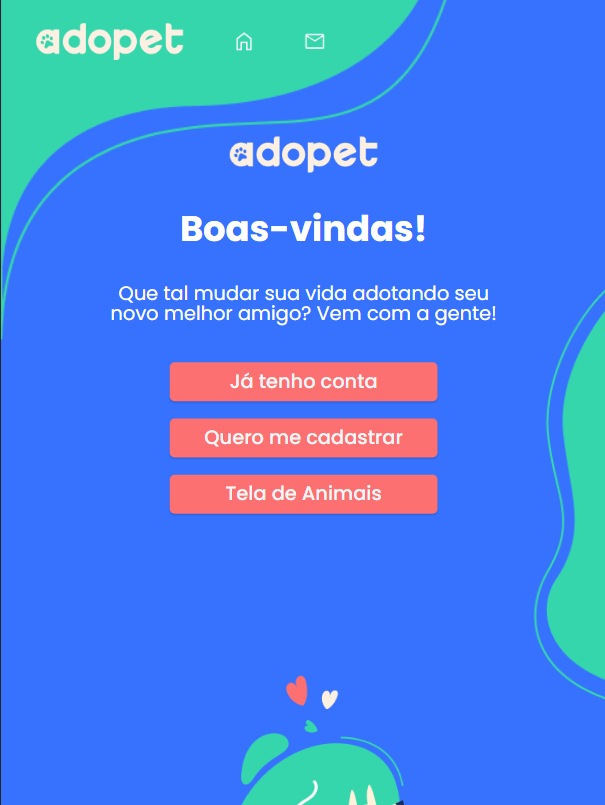 adopet
adopet
Boas-vindas!
Que tal mudar sua vida adotando seu
novo melhor amigo? Vem com a gente!
Já tenho conta
Quero me cadastrar
Tela de Animais